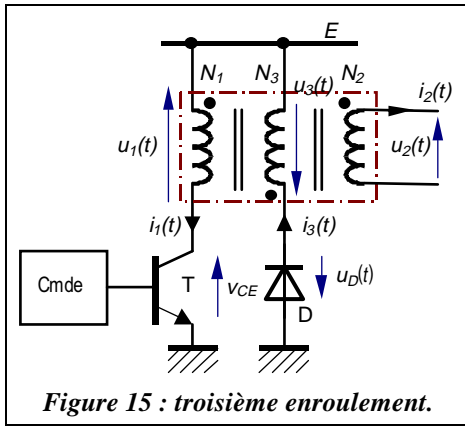 E
N1 N3 u3(t) N2
i2(t)
u1(t) u2(t)
i1(t) i3(t)
Cmde T vCE uD(t)
D
Figure 15 : troisième enroulement.